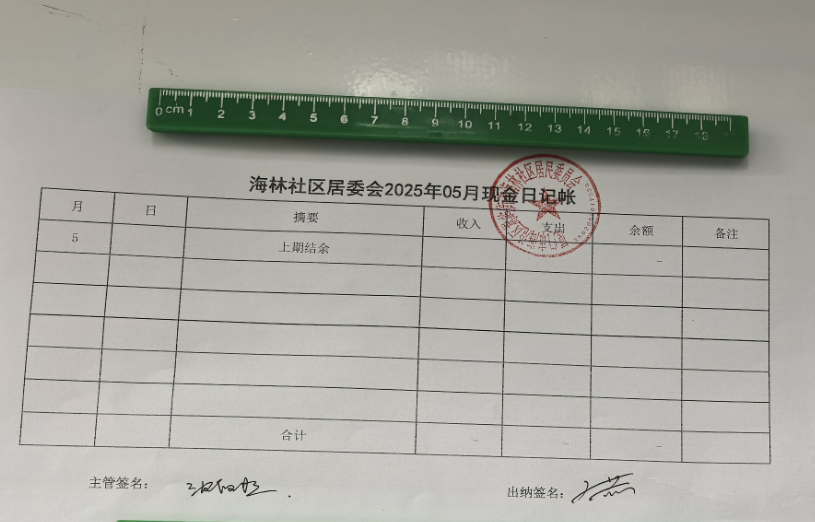 0 cm 1 2 3 4 5 6 7 8 9 10 11 12 13 14 15 16 17 18
海林社区居委会2025年05月现金日记帐
月 日 摘要 收入 支出 余额 备注
5 上期结余 -
合计 - - -
主管签名： 出纳签名：